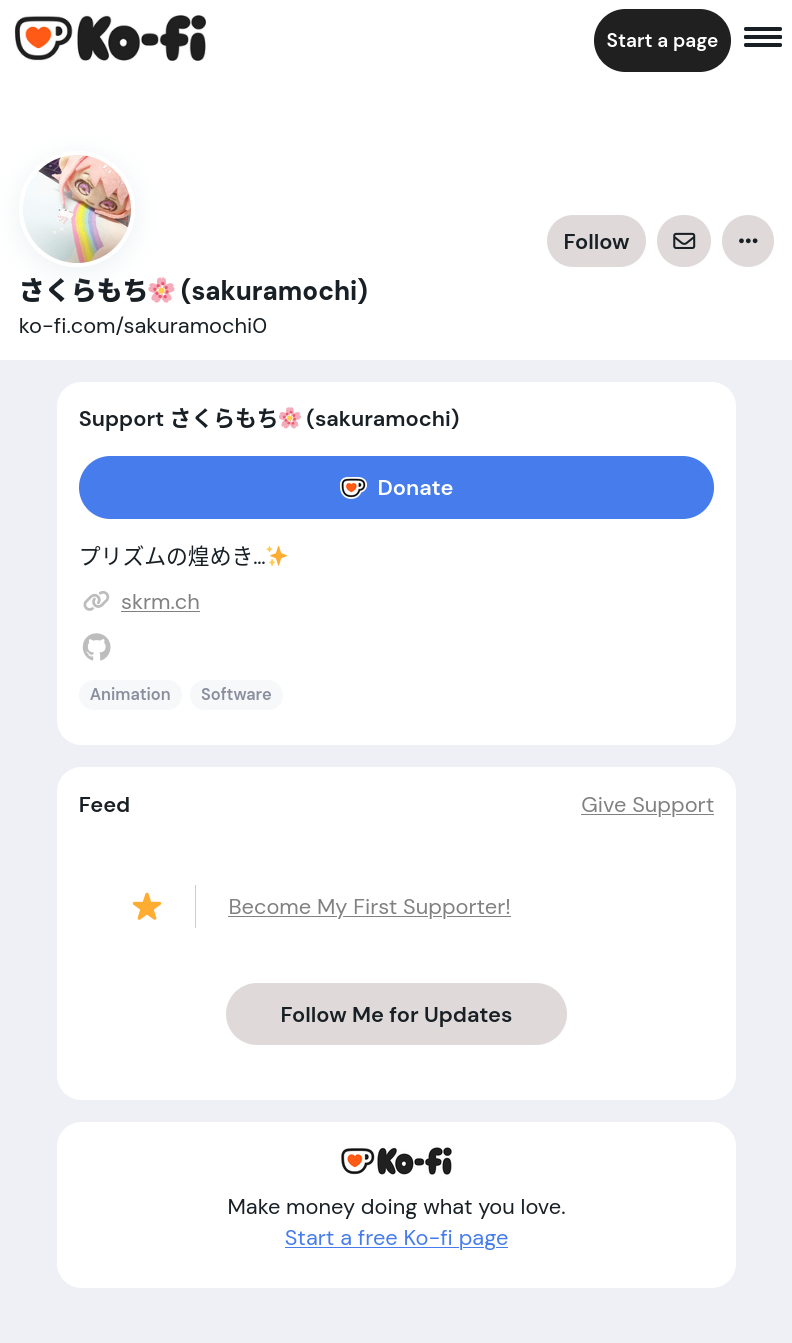 Ko-fi
Start a page
Follow
さくらもち🌸 (sakuramochi)
ko-fi.com/sakuramochi0
Support さくらもち🌸 (sakuramochi)
Donate
プリズムの煌めき…✨
skrm.ch
Animation Software
Feed Give Support
Become My First Supporter!
Follow Me for Updates
Ko-fi
Make money doing what you love.
Start a free Ko-fi page